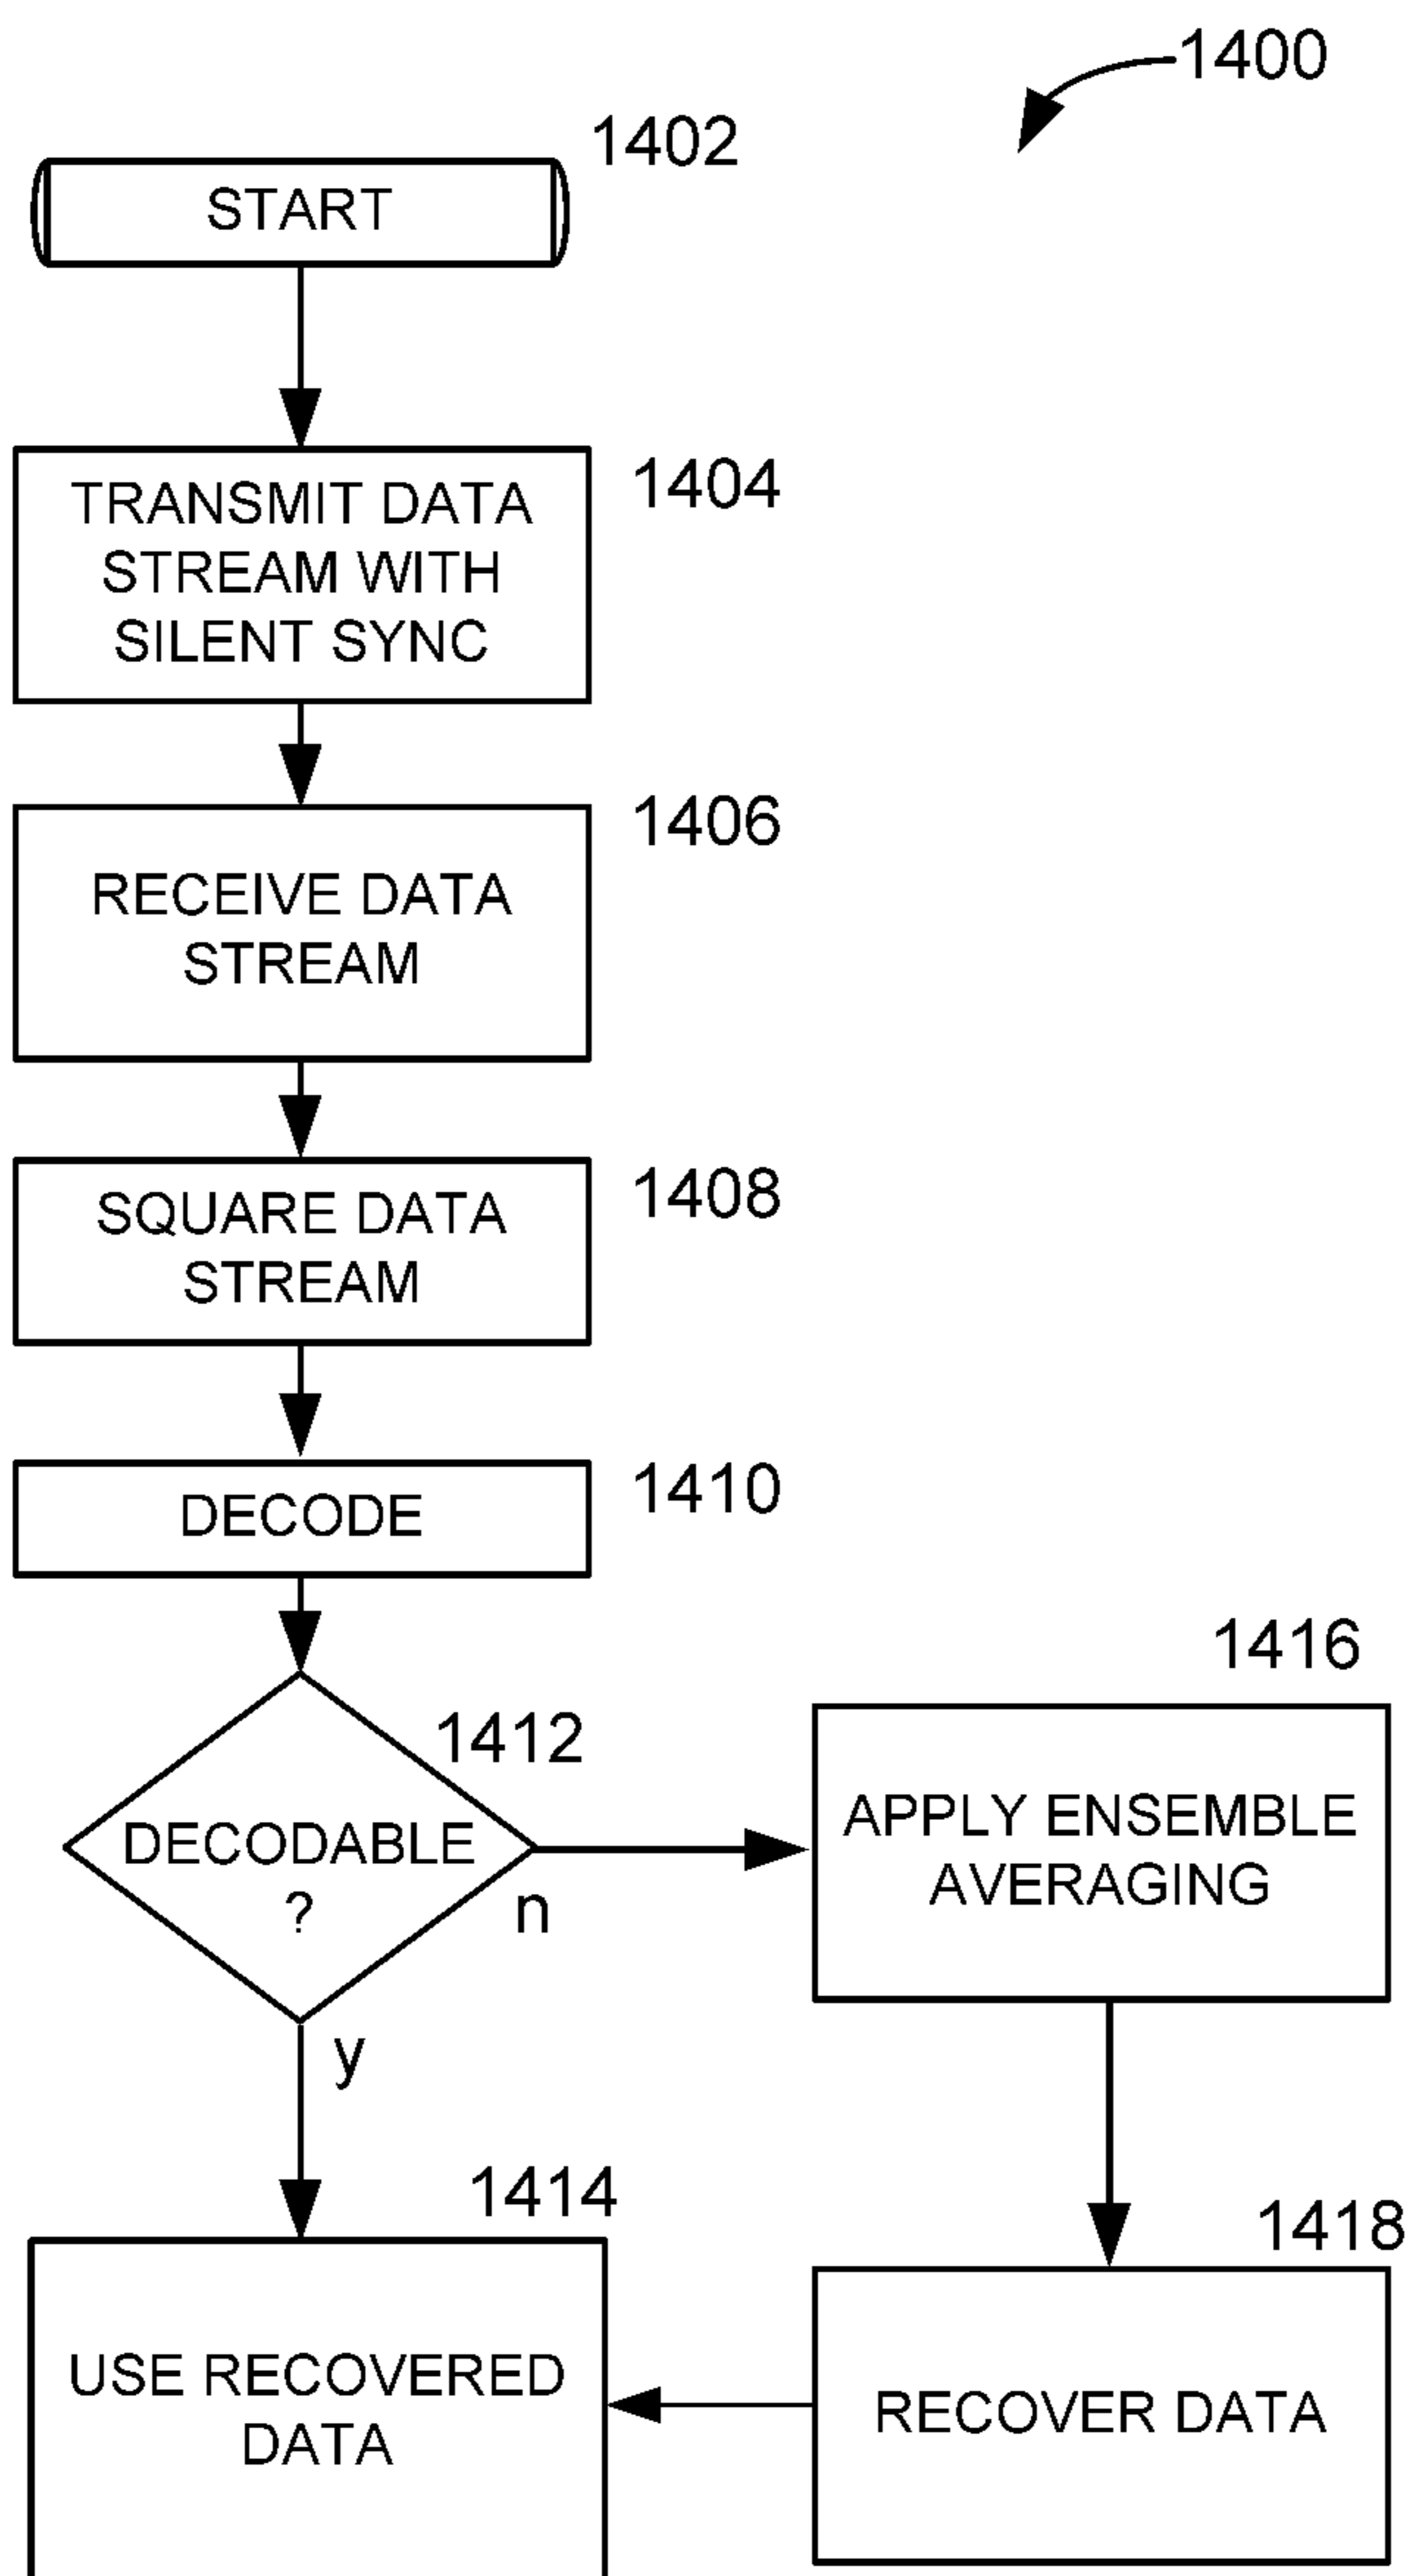 1400
1402
START
1404
TRANSMIT DATA
STREAM WITH
SILENT SYNC
1406
RECEIVE DATA
STREAM
1408
SQUARE DATA
STREAM
1410
DECODE
1412
DECODABLE
?
n
y
1416
APPLY ENSEMBLE
AVERAGING
1414
USE RECOVERED
DATA
1418
RECOVER DATA